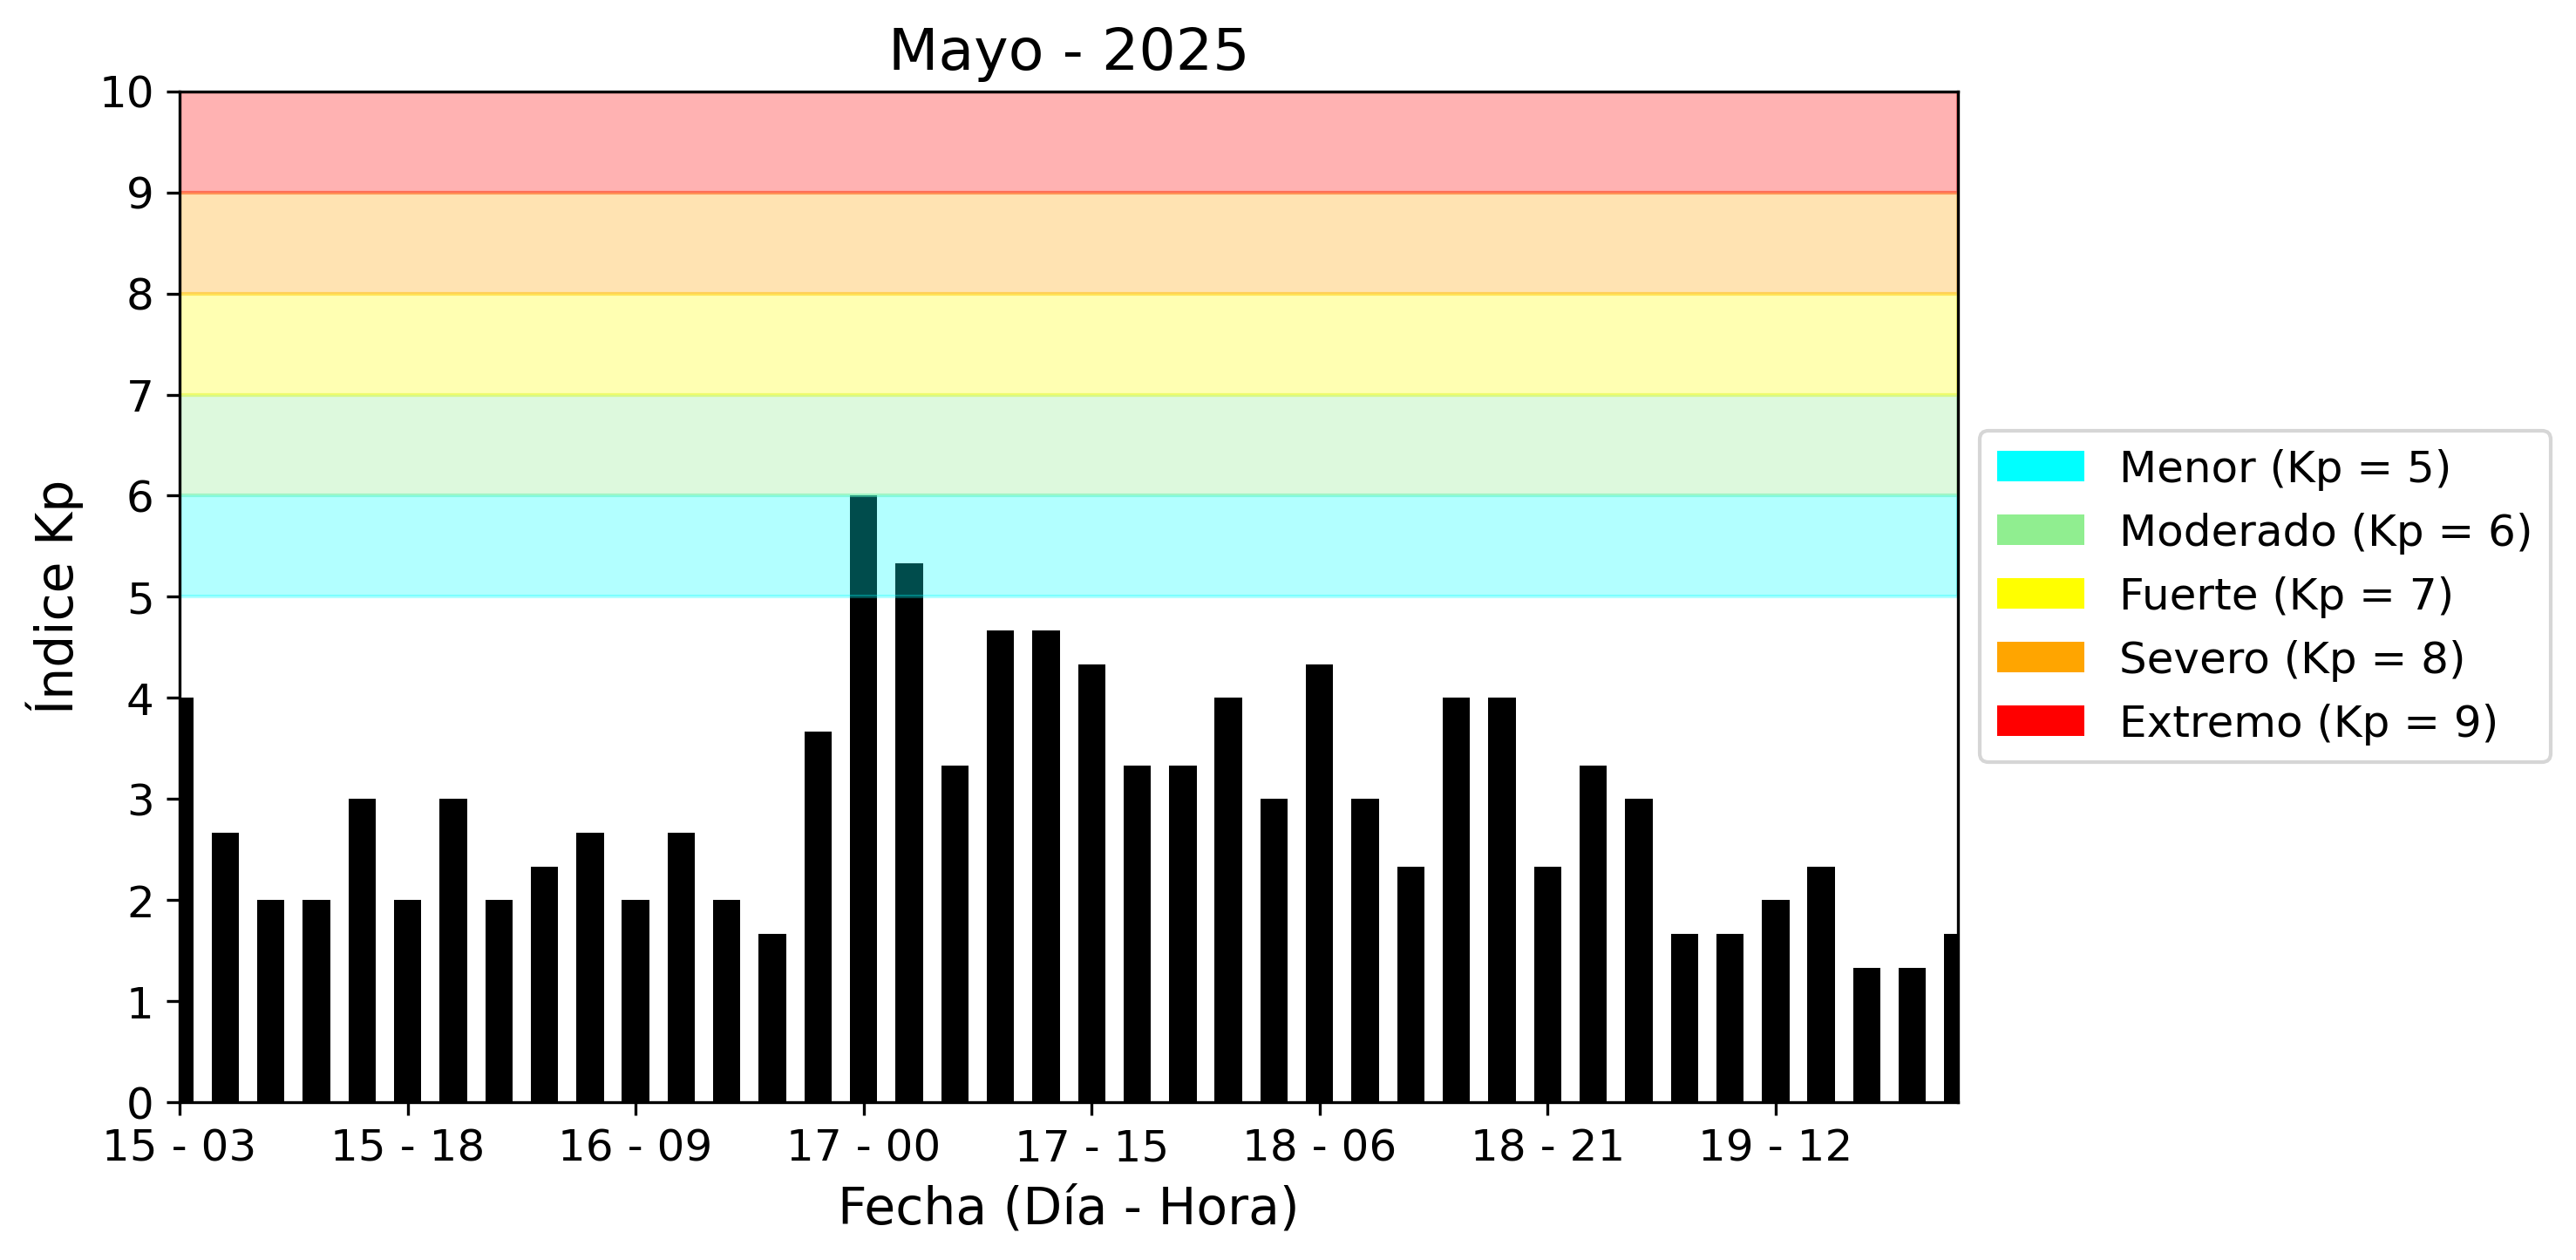 Mayo - 2025
10
9
8
7
6
5
4
3
2
1
0
Índice Kp
15 - 03
15 - 18
16 - 09
17 - 00
17 - 15
18 - 06
18 - 21
19 - 12
Fecha (Día - Hora)
Menor (Kp = 5)
Moderado (Kp = 6)
Fuerte (Kp = 7)
Severo (Kp = 8)
Extremo (Kp = 9)